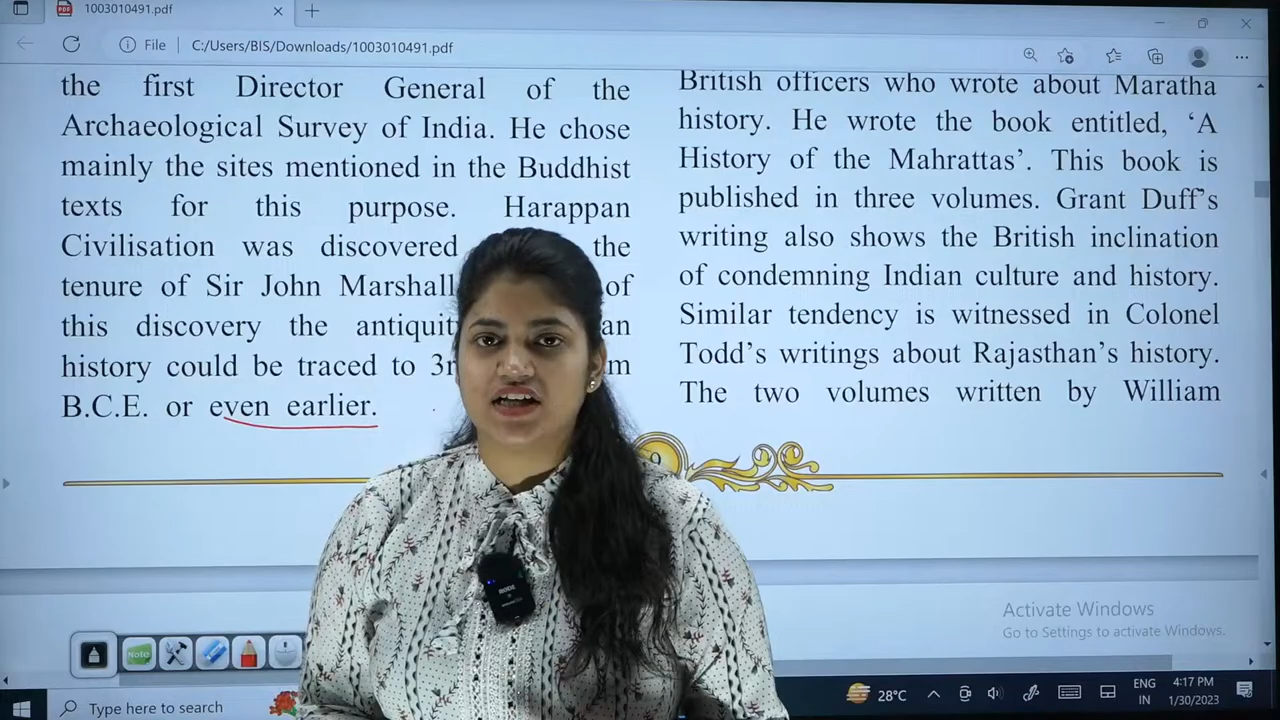 1003010491.pdf
File
C:/Users/BIS/Downloads/1003010491.pdf
the first Director General of the
Archaeological Survey of India. He chose
mainly the sites mentioned in the Buddhist
texts for this purpose. Harappan
Civilisation was discovered the
tenure of Sir John Marshall of
this discovery the antiquit an
history could be traced to 3r m
B.C.E. or even earlier.
British officers who wrote about Maratha
history. He wrote the book entitled, ‘A
History of the Mahrattas’. This book is
published in three volumes. Grant Duff’s
writing also shows the British inclination
of condemning Indian culture and history.
Similar tendency is witnessed in Colonel
Todd’s writings about Rajasthan’s history.
The two volumes written by William
9
Activate Windows
Go to Settings to activate Windows.
Note
Type here to search
28°C
ENG
IN
4:17 PM
1/30/2023